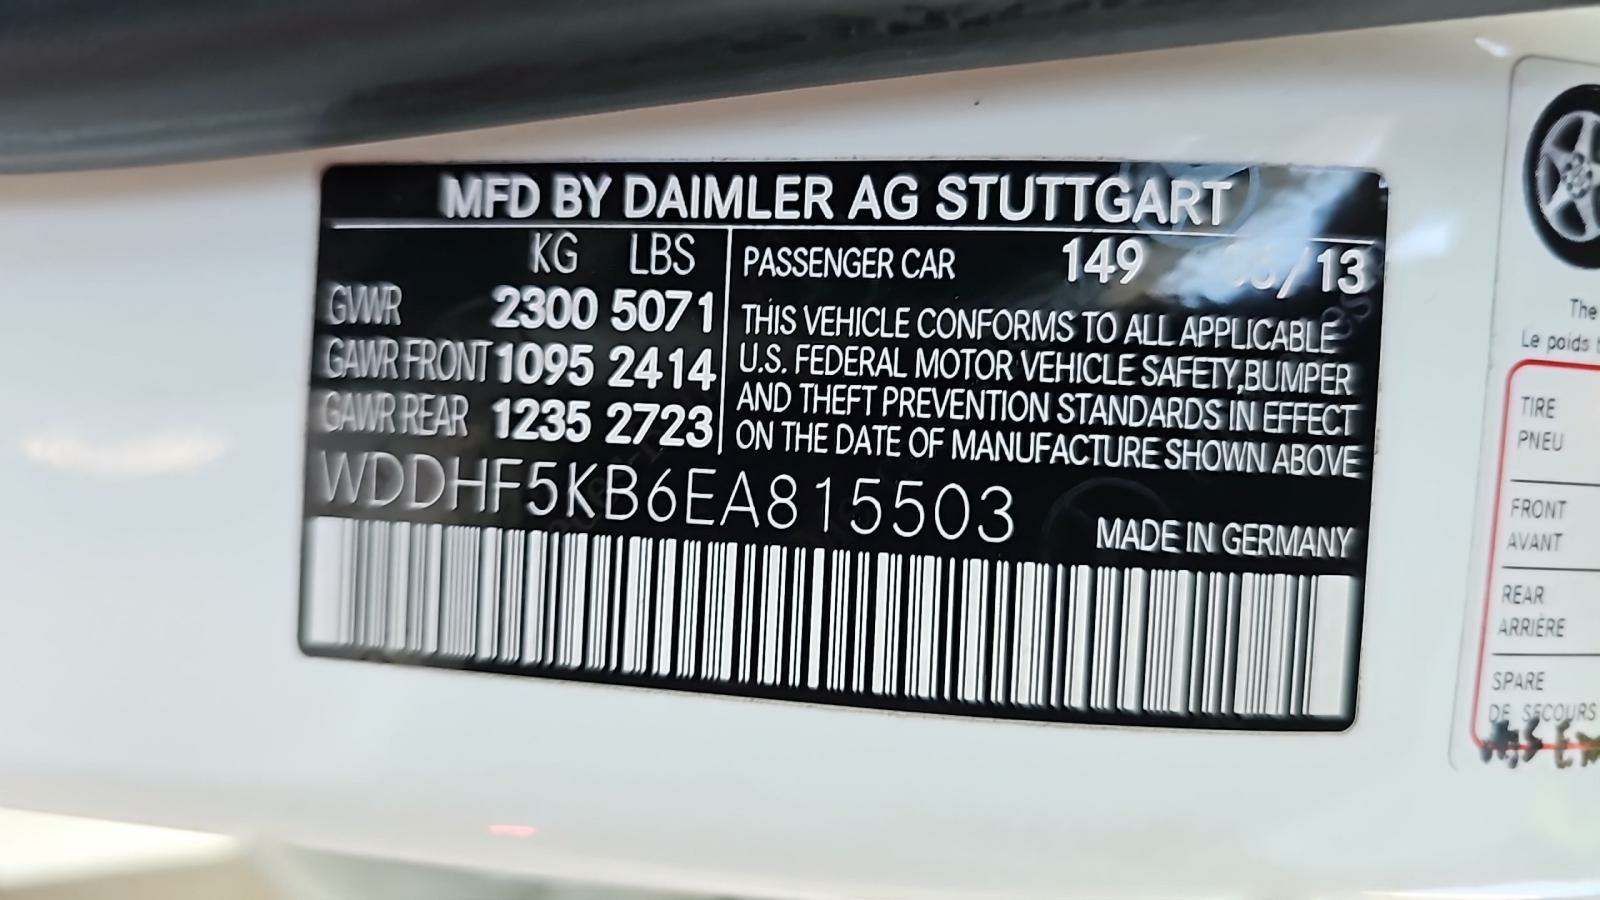 MFD BY DAIMLER AG STUTTGART
KG LBS
GVWR 2300 5071
GAWR FRONT 1095 2414
GAWR REAR 1235 2723
PASSENGER CAR 149 /13
THIS VEHICLE CONFORMS TO ALL APPLICABLE
U.S. FEDERAL MOTOR VEHICLE SAFETY,BUMPER
AND THEFT PREVENTION STANDARDS IN EFFECT
ON THE DATE OF MANUFACTURE SHOWN ABOVE
WDDHF5KB6EA815503
MADE IN GERMANY
The
Le poids
TIRE
PNEU
FRONT
AVANT
REAR
ARRIÈRE
SPARE
DE SECOURS